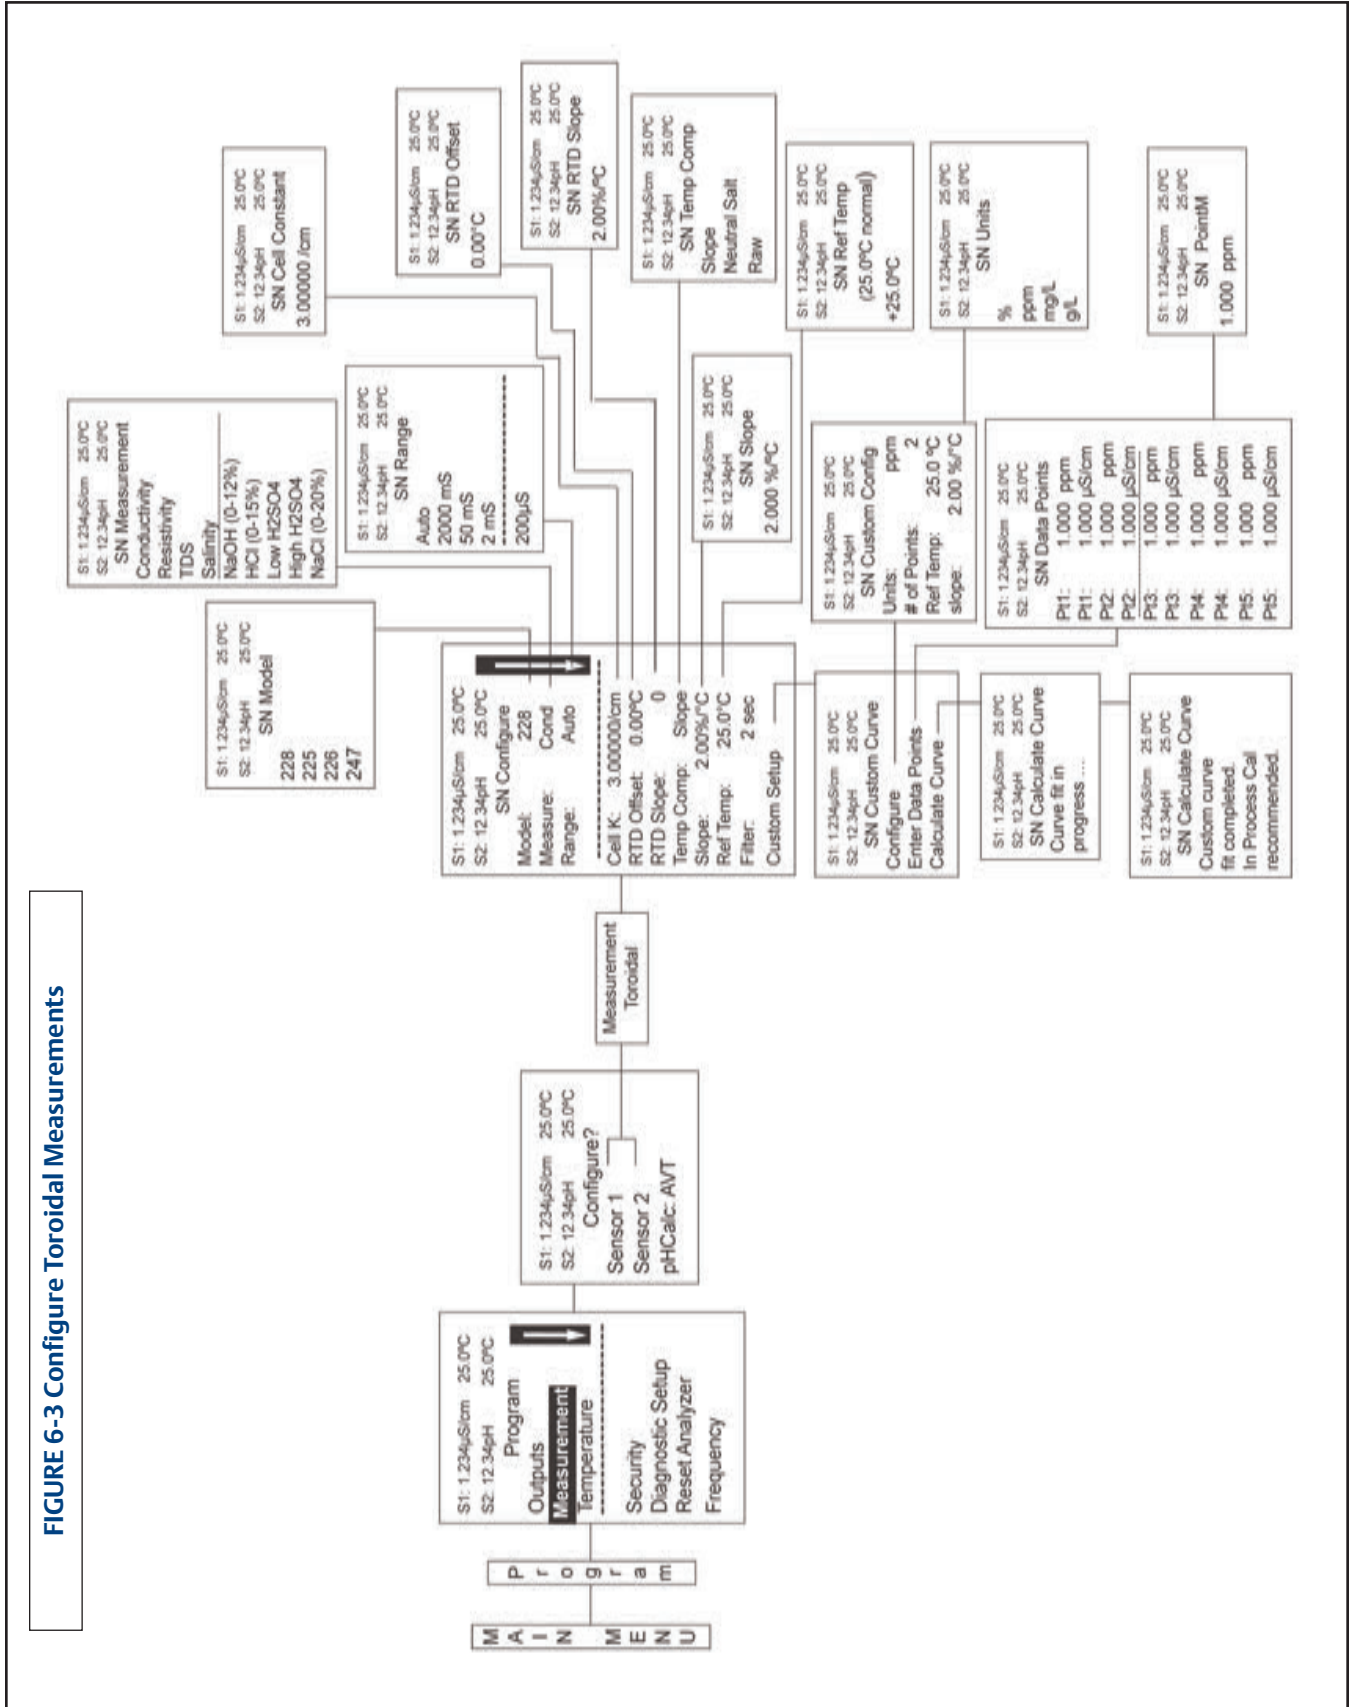 FIGURE 6-3 Configure Toroidal Measurements
MAIN MENU
Program
S1: 1.234µS/cm 25.0ºC
S2: 12.34pH 25.0ºC
Program
Outputs
Measurement
Temperature
Security
Diagnostic Setup
Reset Analyzer
Frequency
S1: 1.234µS/cm 25.0ºC
S2: 12.34pH 25.0ºC
Configure?
Sensor 1
Sensor 2
pHCalc: AVT
Measurement
Toroidal
S1: 1.234µS/cm 25.0ºC
S2: 12.34pH 25.0ºC
SN Configure
Model: 228
Measure: Cond
Range: Auto
Cell K: 3.00000/cm
RTD Offset: 0.00ºC
RTD Slope: 0
Temp Comp: Slope
Slope: 2.00%/ºC
Ref Temp: 25.0°C
Filter: 2 sec
Custom Setup
S1: 1.234µS/cm 25.0ºC
S2: 12.34pH 25.0ºC
SN Model
228
225
226
247
S1: 1.234µS/cm 25.0ºC
S2: 12.34pH 25.0ºC
SN Measurement
Conductivity
Resistivity
TDS
Salinity
NaOH (0-12%)
HCl (0-15%)
Low H2SO4
High H2SO4
NaCl (0-20%)
S1: 1.234µS/cm 25.0ºC
S2: 12.34pH 25.0ºC
SN Range
Auto
20000 mS
50 mS
2 mS
200µS
S1: 1.234µS/cm 25.0ºC
S2: 12.34pH 25.0ºC
SN Cell Constant
3.00000 /cm
S1: 1.234µS/cm 25.0ºC
S2: 12.34pH 25.0ºC
SN RTD Offset
0.00°C
S1: 1.234µS/cm 25.0ºC
S2: 12.34pH 25.0ºC
SN RTD Slope
2.00%/ºC
S1: 1.234µS/cm 25.0ºC
S2: 12.34pH 25.0ºC
SN Temp Comp
Slope
Neutral Salt
Raw
S1: 1.234µS/cm 25.0ºC
S2: 12.34pH 25.0ºC
SN Slope
2.000 %/ºC
S1: 1.234µS/cm 25.0ºC
S2: 12.34pH 25.0ºC
SN Ref Temp
(25.0ºC normal)
+25.0ºC
S1: 1.234µS/cm 25.0ºC
S2: 12.34pH 25.0ºC
SN Custom Curve
Configure
Enter Data Points
Calculate Curve
S1: 1.234µS/cm 25.0ºC
S2: 12.34pH 25.0ºC
SN Custom Config
Units: ppm
# of Points: 2
Ref Temp: 25.0 ºC
slope: 2.00 %/°C
S1: 1.234µS/cm 25.0ºC
S2: 12.34pH 25.0ºC
SN Units
%
ppm
mg/L
g/L
S1: 1.234µS/cm 25.0ºC
S2: 12.34pH 25.0ºC
SN Calculate Curve
Curve fit in
progress ...
S1: 1.234µS/cm 25.0ºC
S2: 12.34pH 25.0ºC
SN Data Points
Pt1: 1.000 ppm
Pt1: 1.000 µS/cm
Pt2: 1.000 ppm
Pt2: 1.000 µS/cm
Pt3: 1.000 ppm
Pt3: 1.000 µS/cm
Pt4: 1.000 ppm
Pt4: 1.000 µS/cm
Pt5: 1.000 ppm
Pt5: 1.000 µS/cm
S1: 1.234µS/cm 25.0ºC
S2: 12.34pH 25.0ºC
SN PointM
1.000 ppm
S1: 1.234µS/cm 25.0ºC
S2: 12.34pH 25.0ºC
SN Calculate Curve
Custom curve
fit completed.
In Process Cal
recommended.